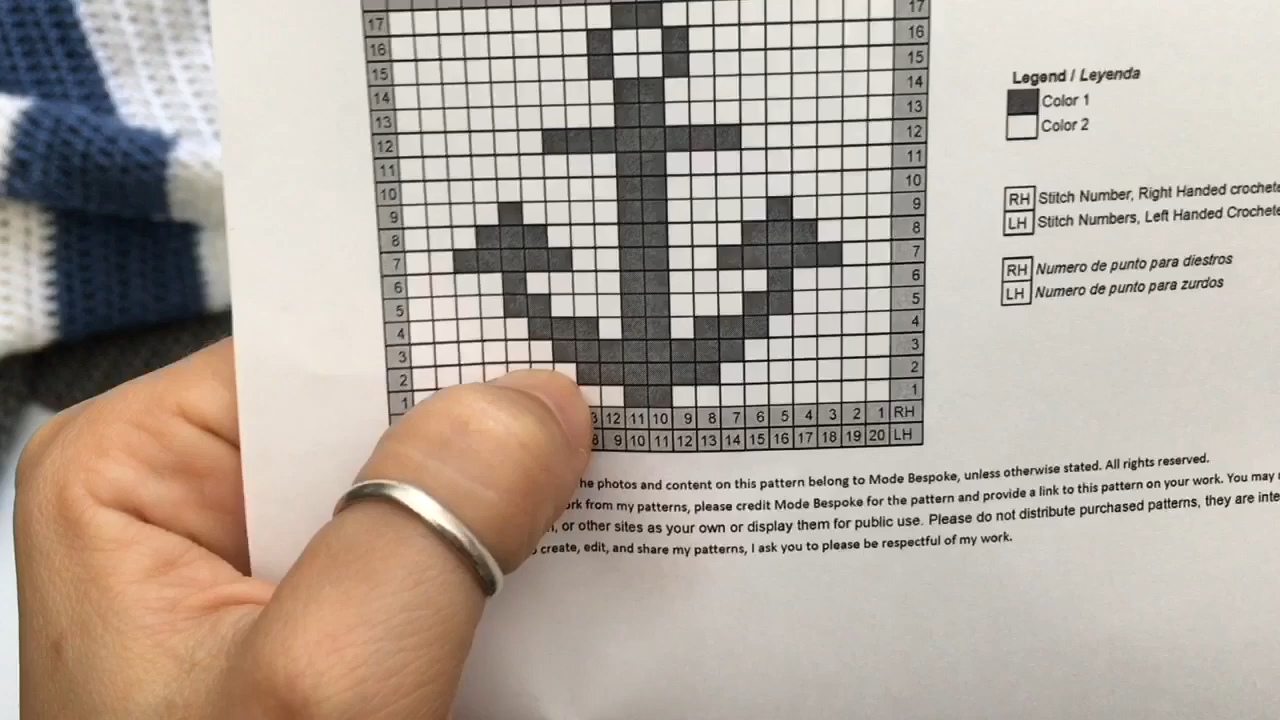 17 17
16 16
15 15
14 14
13 13
12 12
11 11
10 10
9 9
8 8
7 7
6 6
5 5
4 4
3 3
2 2
1 1
12 11 10 9 8 7 6 5 4 3 2 1 RH
8 9 10 11 12 13 14 15 16 17 18 19 20 LH
Legend / Leyenda
Color 1
Color 2
RH Stitch Number, Right Handed
LH Stitch Numbers, Left Handed
RH Numero de punto para diestros
LH Numero de punto para zurdos
photos and content on this pattern belong to Mode Bespoke, unless otherwise stated. All rights reserved.
from my patterns, please credit Mode Bespoke for the pattern and provide a link to this pattern on your work. You may
, or other sites as your own or display them for public use. Please do not distribute purchased patterns, they are
create, edit, and share my patterns, I ask you to please be respectful of my work.